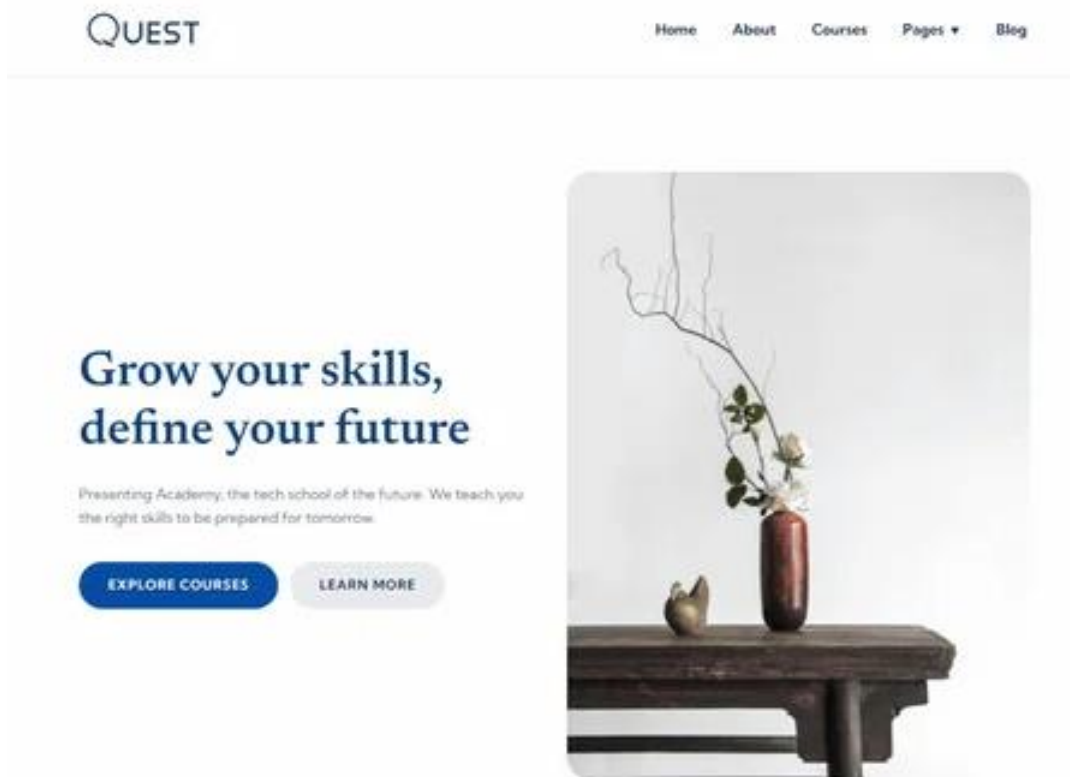 QUEST
Home About Courses Pages ▼ Blog
Grow your skills,
define your future
Presenting Academy, the tech school of the future. We teach you
the right skills to be prepared for tomorrow.
EXPLORE COURSES LEARN MORE